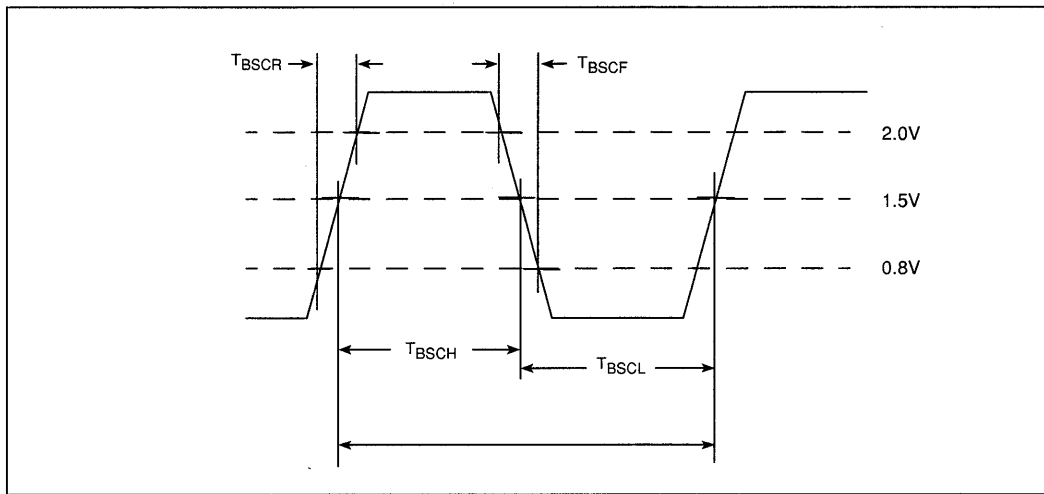 TBSCR
TBSCF
2.0V
1.5V
0.8V
TBSCH
TBSCL